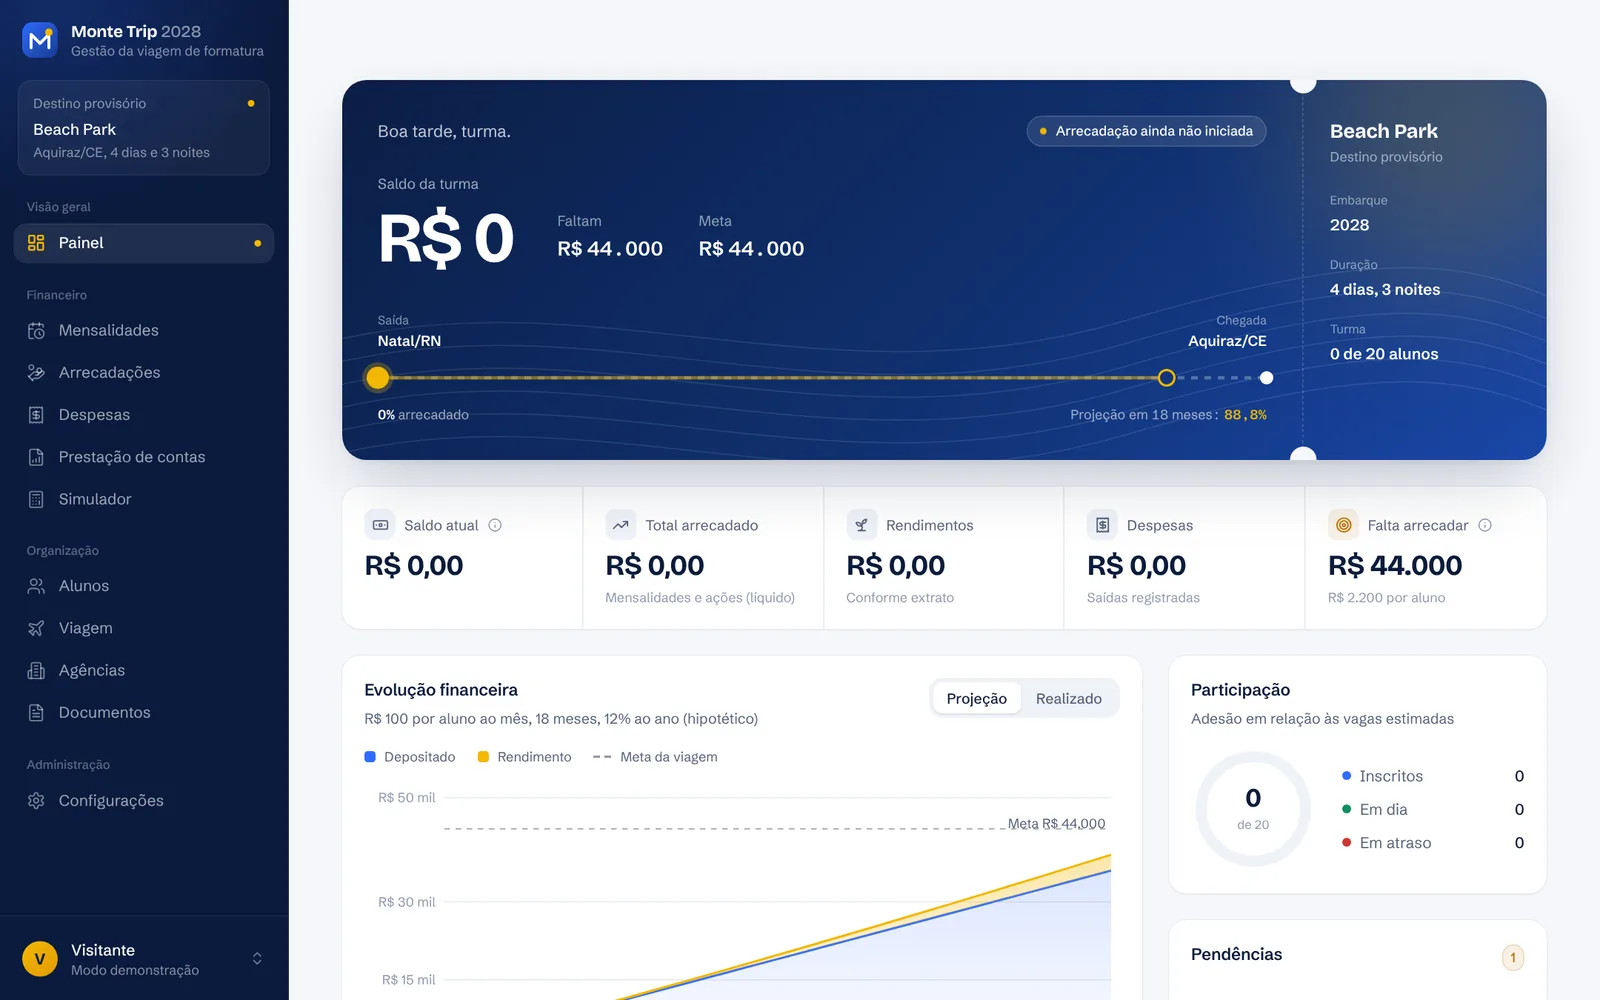 Monte Trip 2028
Gestão da viagem de formatura
Destino provisório
Beach Park
Aquiraz/CE, 4 dias e 3 noites
Visão geral
Painel
Financeiro
Mensalidades
Arrecadações
Despesas
Prestação de contas
Simulador
Organização
Alunos
Viagem
Agências
Documentos
Administração
Configurações
V
Visitante
Modo demonstração
Boa tarde, turma.
Arrecadação ainda não iniciada
Saldo da turma
R$ 0
Faltam
R$ 44.000
Meta
R$ 44.000
Saída
Natal/RN
Chegada
Aquiraz/CE
0% arrecadado
Projeção em 18 meses: 88,8%
Beach Park
Destino provisório
Embarque
2028
Duração
4 dias, 3 noites
Turma
0 de 20 alunos
Saldo atual
R$ 0,00
Total arrecadado
R$ 0,00
Mensalidades e ações (líquido)
Rendimentos
R$ 0,00
Conforme extrato
Despesas
R$ 0,00
Saídas registradas
Falta arrecadar
R$ 44.000
R$ 2.200 por aluno
Evolução financeira
R$ 100 por aluno ao mês, 18 meses, 12% ao ano (hipotético)
Projeção
Realizado
Depositado
Rendimento
Meta da viagem
R$ 50 mil
Meta R$ 44.000
R$ 30 mil
R$ 15 mil
Participação
Adesão em relação às vagas estimadas
0
de 20
Inscritos 0
Em dia 0
Em atraso 0
Pendências
1